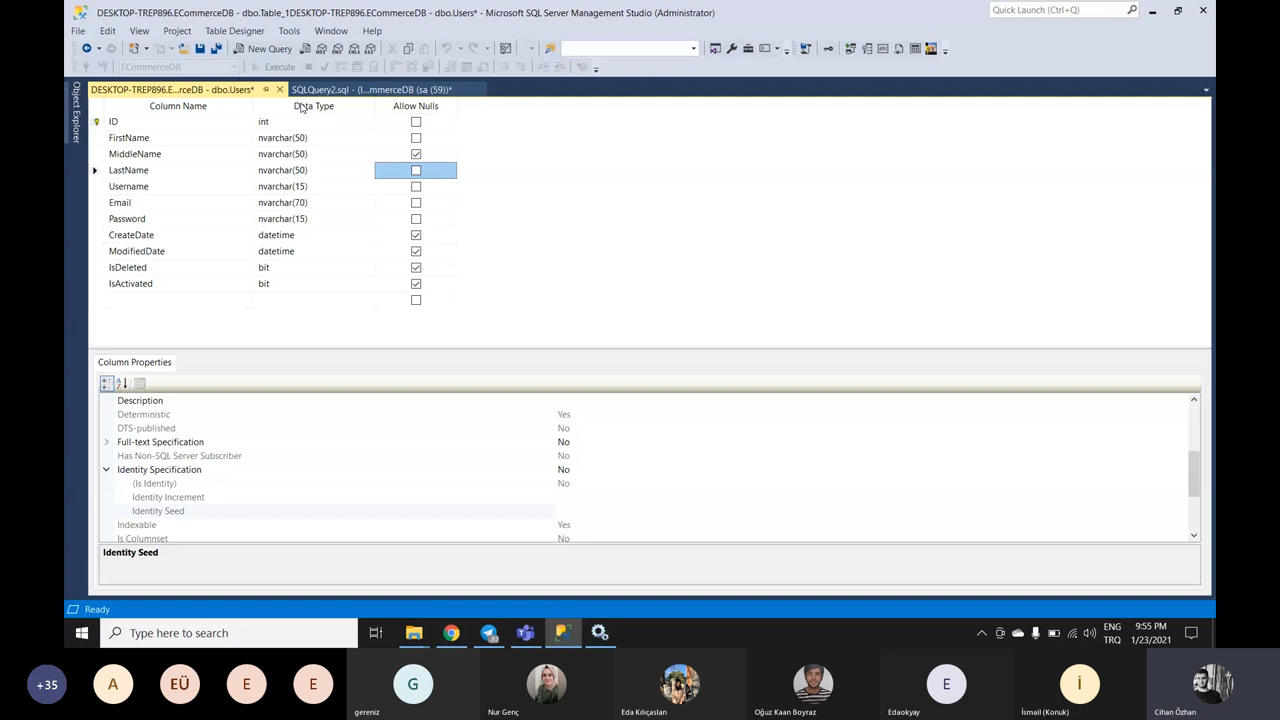 DESKTOP-TREP896.ECommerceDB - dbo.Table_1DESKTOP-TREP896.ECommerceDB - dbo.Users* - Microsoft SQL Server Management Studio (Administrator)
Quick Launch (Ctrl+Q)
File Edit View Project Table Designer Tools Window Help
New Query
ECommerceDB Execute
Object Explorer
DESKTOP-TREP896.E...rceDB - dbo.Users*
SQLQuery2.sql - (l...mmerceDB (sa (59))*
Column Name Data Type Allow Nulls
ID int
FirstName nvarchar(50)
MiddleName nvarchar(50)
LastName nvarchar(50)
Username nvarchar(15)
Email nvarchar(70)
Password nvarchar(15)
CreateDate datetime
ModifiedDate datetime
IsDeleted bit
IsActivated bit
Column Properties
Description
Deterministic Yes
DTS-published No
Full-text Specification No
Has Non-SQL Server Subscriber No
Identity Specification No
(Is Identity) No
Identity Increment
Identity Seed
Indexable Yes
Is Columnset No
Identity Seed
Ready
Type here to search
ENG
TRQ
9:55 PM
1/23/2021
+35
A
EÜ
E
E
G
gereniz
Nur Genç
Eda Kılıçaslan
Oğuz Kaan Boyraz
E
Edaokyay
İ
İsmail (Konuk)
Cihan Özhan